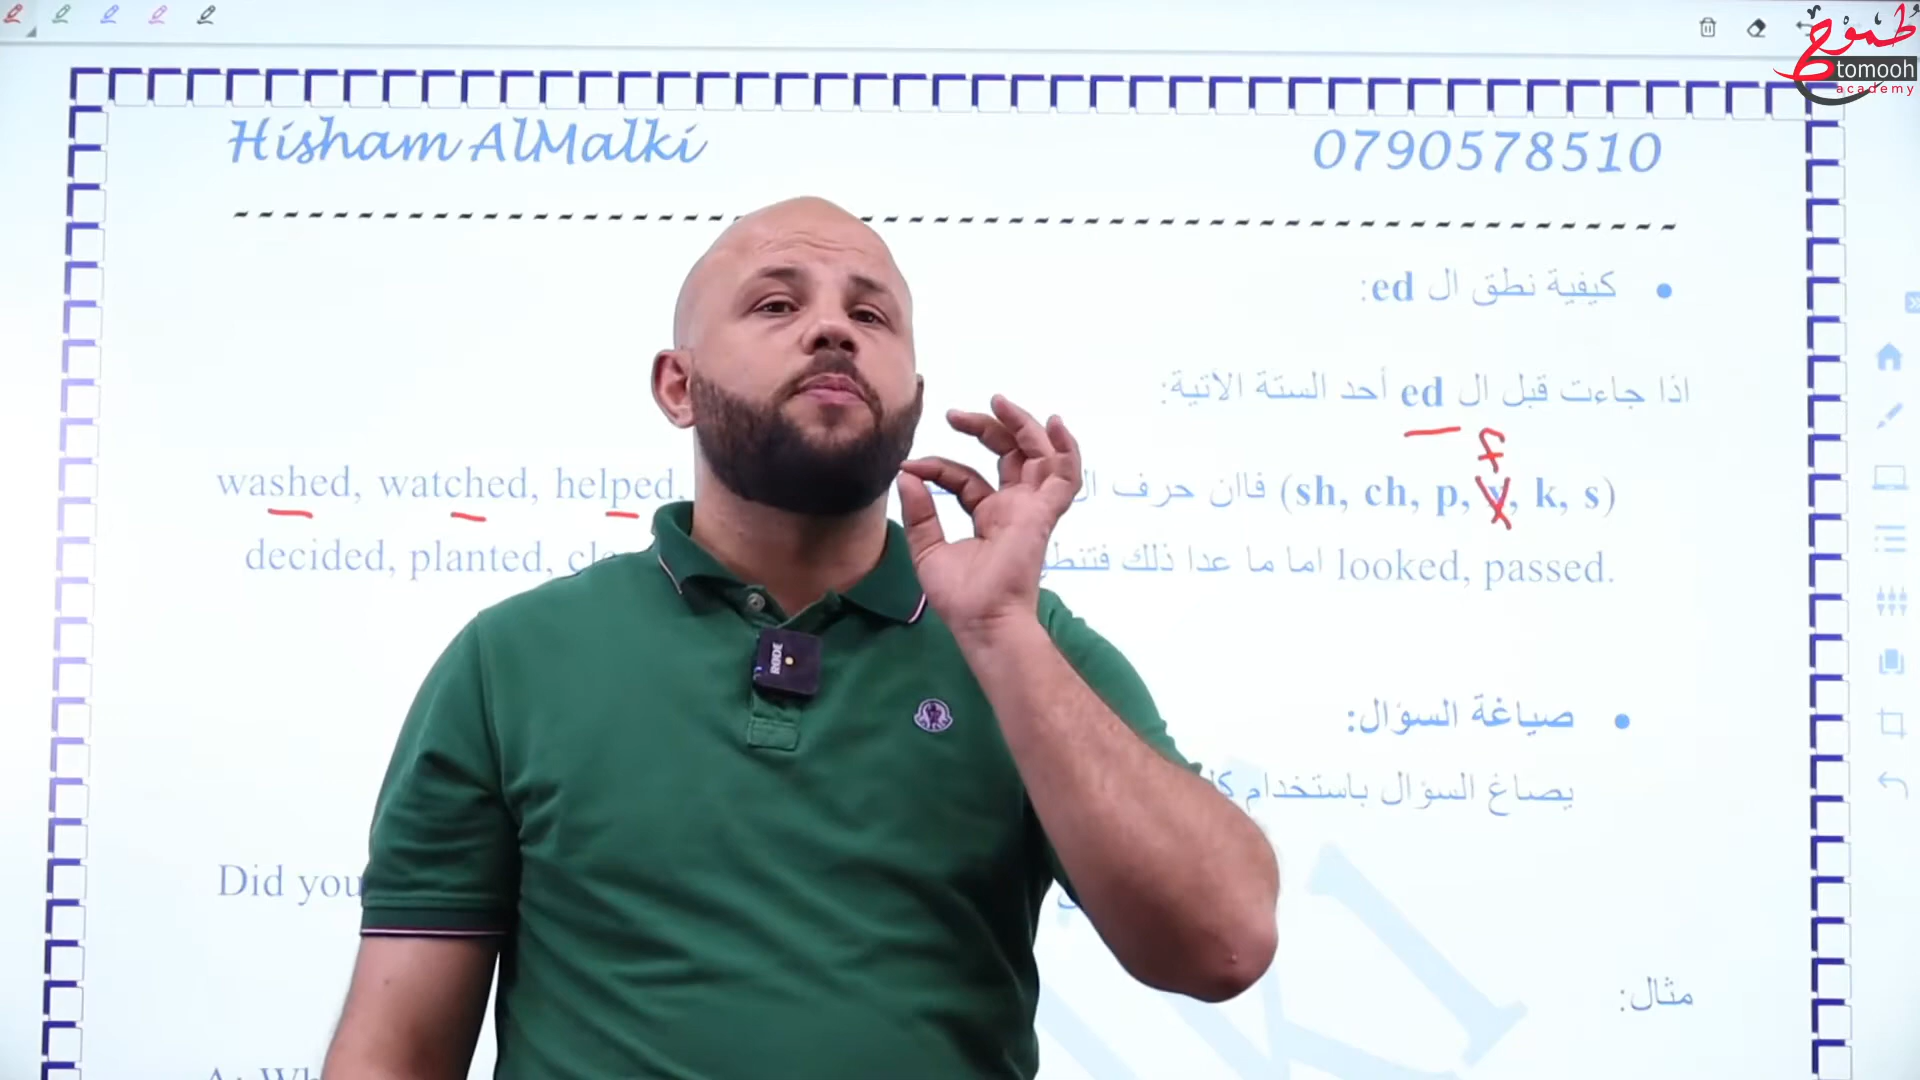 طموح
tomooh
academy
Hisham AlMalki 0790578510
كيفية نطق ال ed:
اذا جاءت قبل ال ed أحد الستة الاتية:
f
(sh, ch, p, v, k, s) فاان حرف ال washed, watched, helped,
looked, passed. اما ما عدا ذلك decided, planted,
صياغة السؤال:
يصاغ السؤال باستخدام
Did you
مثال:
A:
RODE